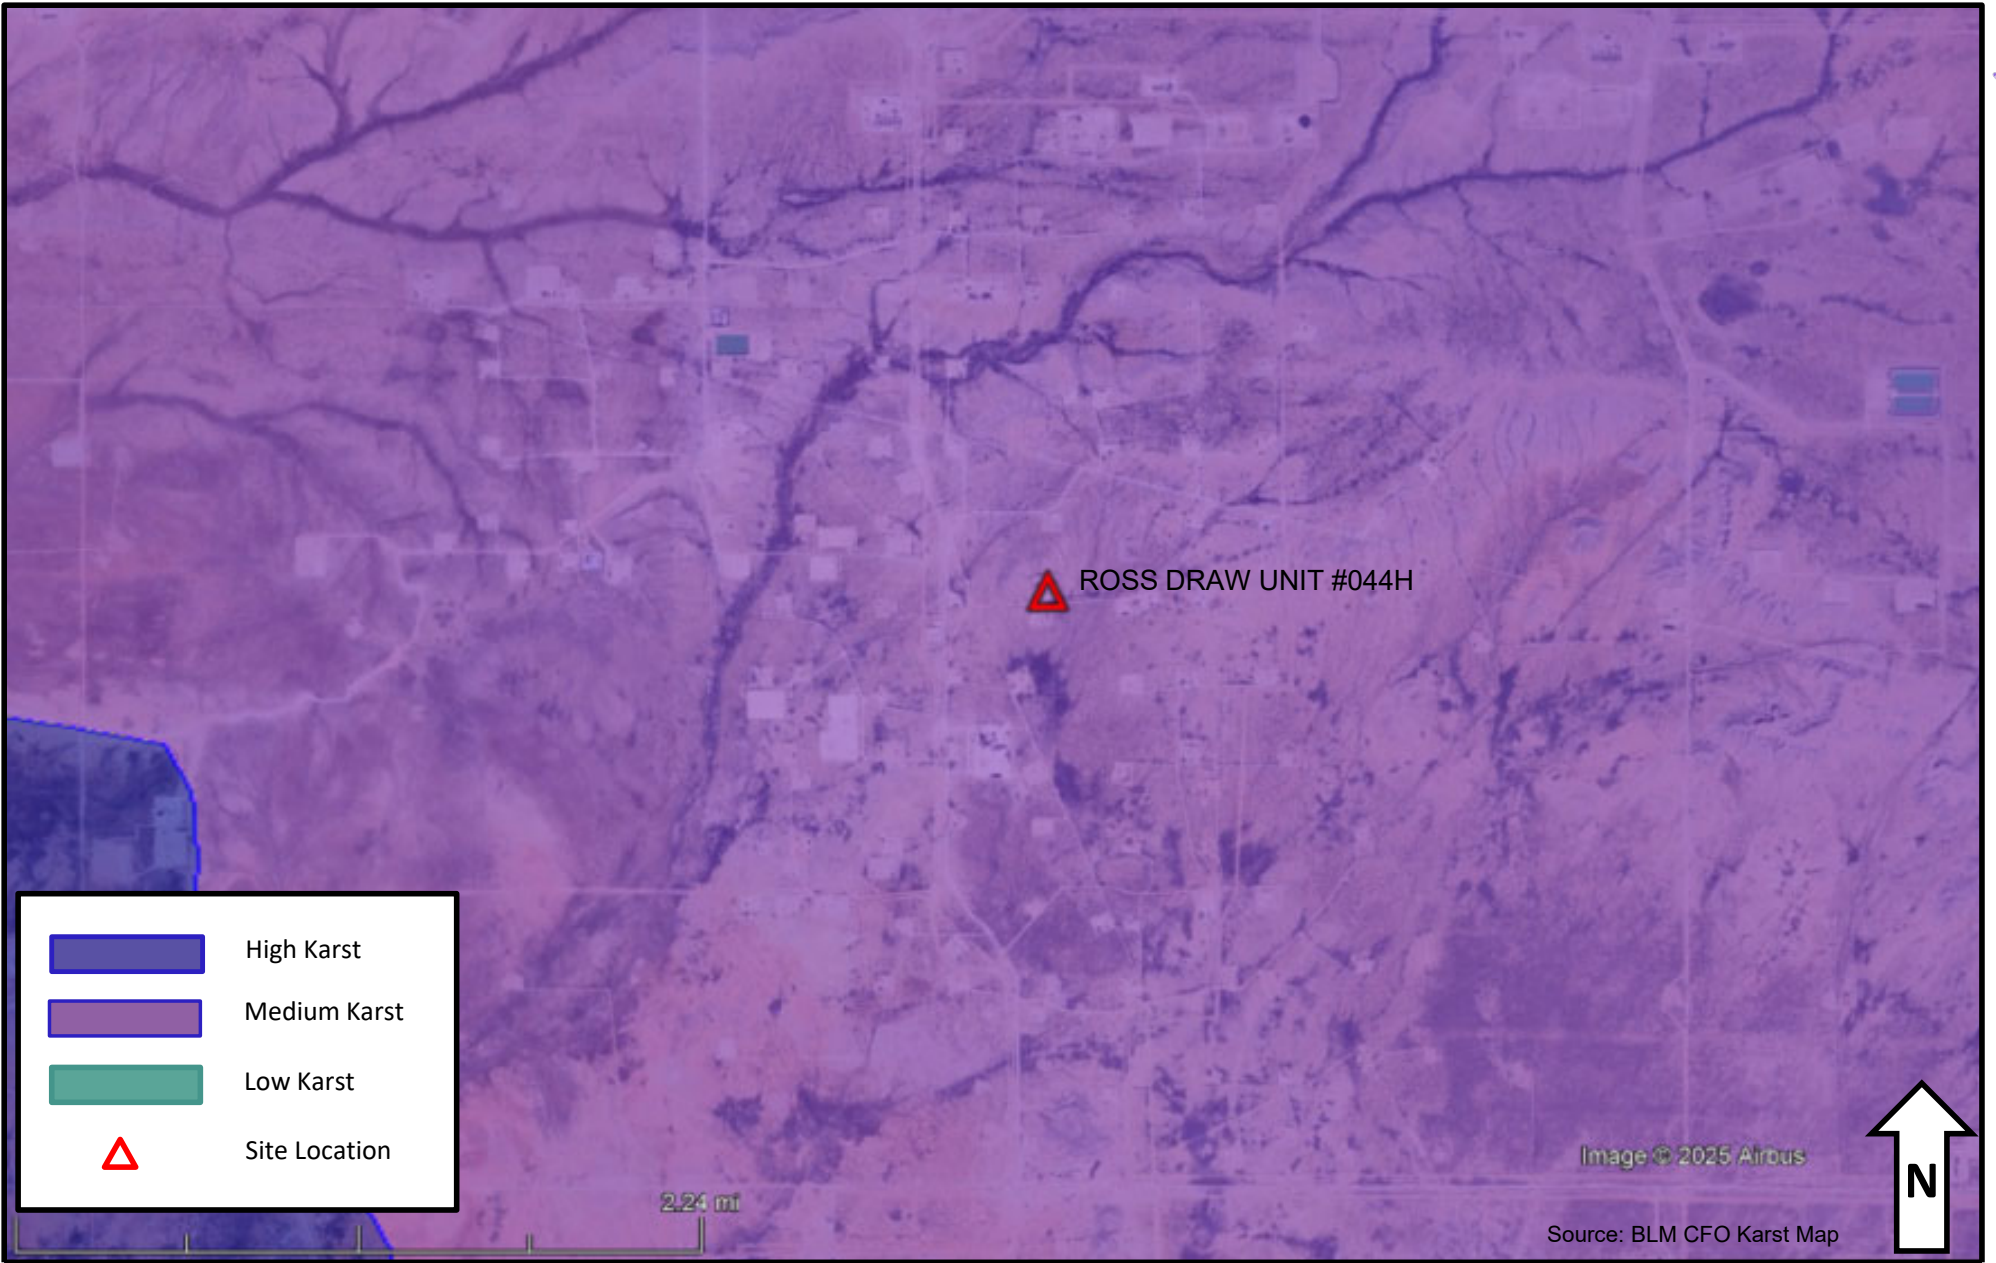 ROSS DRAW UNIT #044H
High Karst
Medium Karst
Low Karst
Site Location
2.24 mi
Image © 2025 Airbus
N
Source: BLM CFO Karst Map